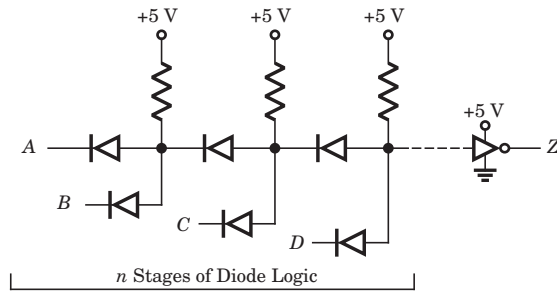 +5 V +5 V +5 V
+5 V
A Z
B
C
D
n Stages of Diode Logic